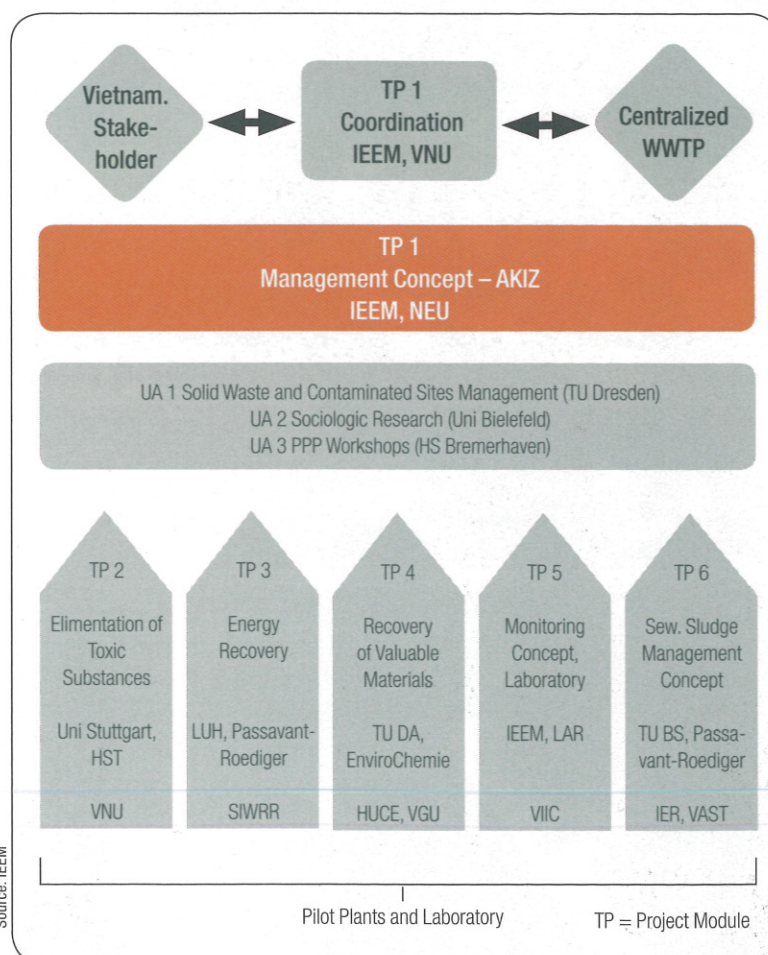 Vietnam.
Stake-
holder
TP 1
Coordination
IEEM, VNU
Centralized
WWTP
TP 1
Management Concept – AKIZ
IEEM, NEU
UA 1 Solid Waste and Contaminated Sites Management (TU Dresden)
UA 2 Sociologic Research (Uni Bielefeld)
UA 3 PPP Workshops (HS Bremerhaven)
TP 2
Elimentation of
Toxic
Substances
Uni Stuttgart,
HST
VNU
TP 3
Energy
Recovery
LUH, Passavant-
Roediger
SIWRR
TP 4
Recovery
of Valuable
Materials
TU DA,
EnviroChemie
HUCE, VGU
TP 5
Monitoring
Concept,
Laboratory
IEEM, LAR
VIIC
TP 6
Sew. Sludge
Management
Concept
TU BS, Passa-
vant-Roediger
IER, VAST
Pilot Plants and Laboratory
TP = Project Module
Source: IEEM